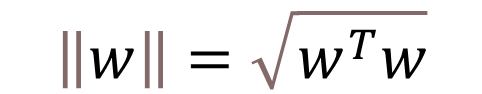 ‖w‖ = √(wᵀw)